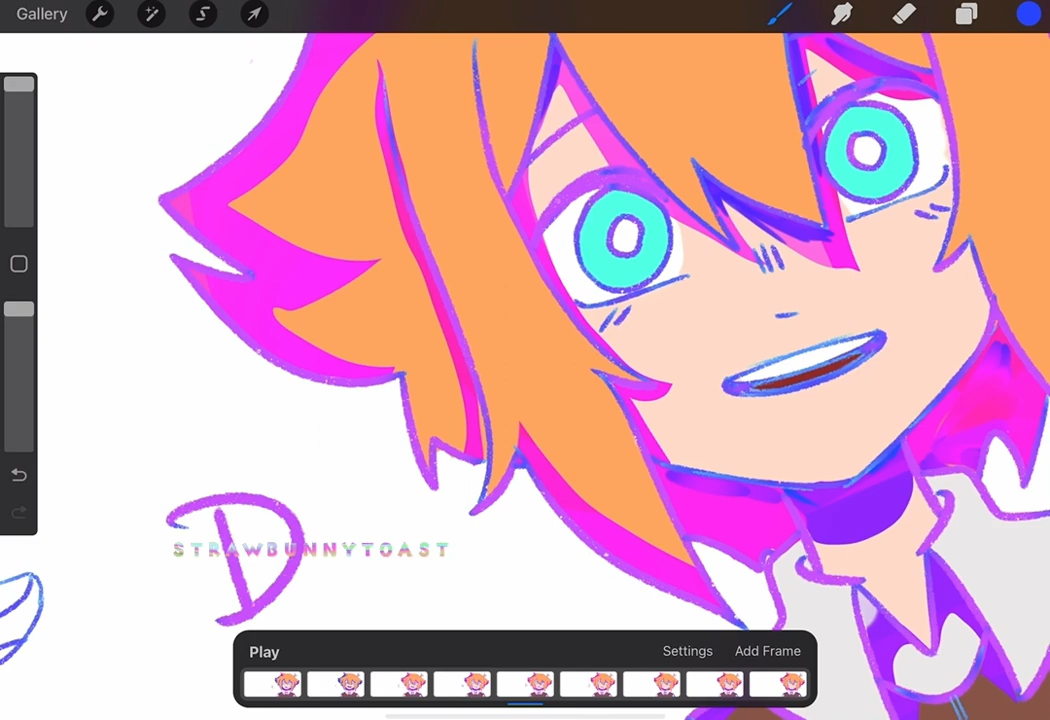 Gallery
D
STRAWBUNNYTOAST
Play
Settings
Add Frame